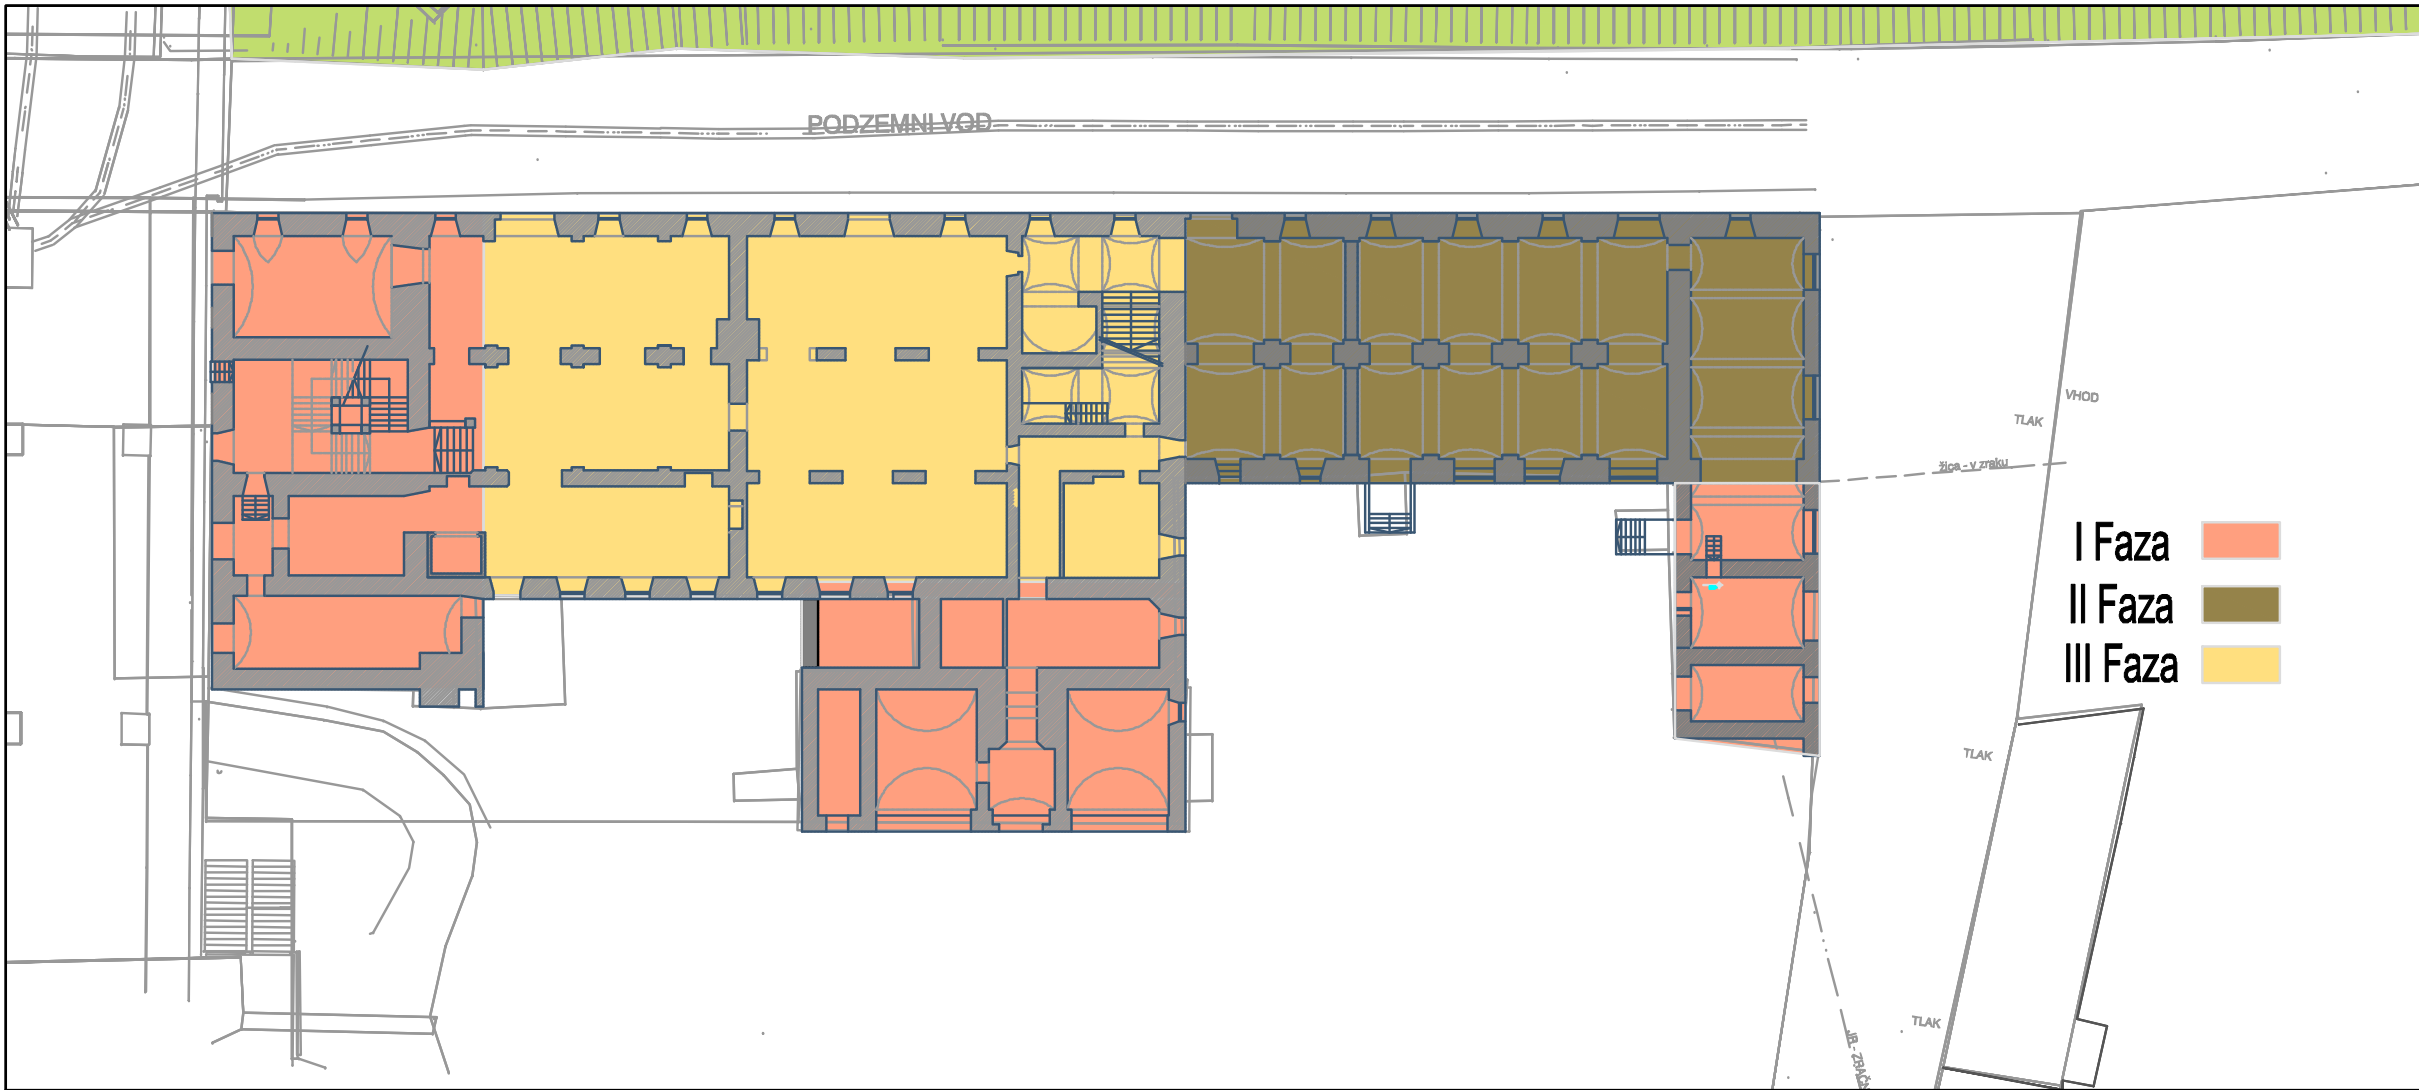 PODZEMNI VOD
VHOD
TLAK
žica - v zraku
I Faza
II Faza
III Faza
TLAK
TLAK